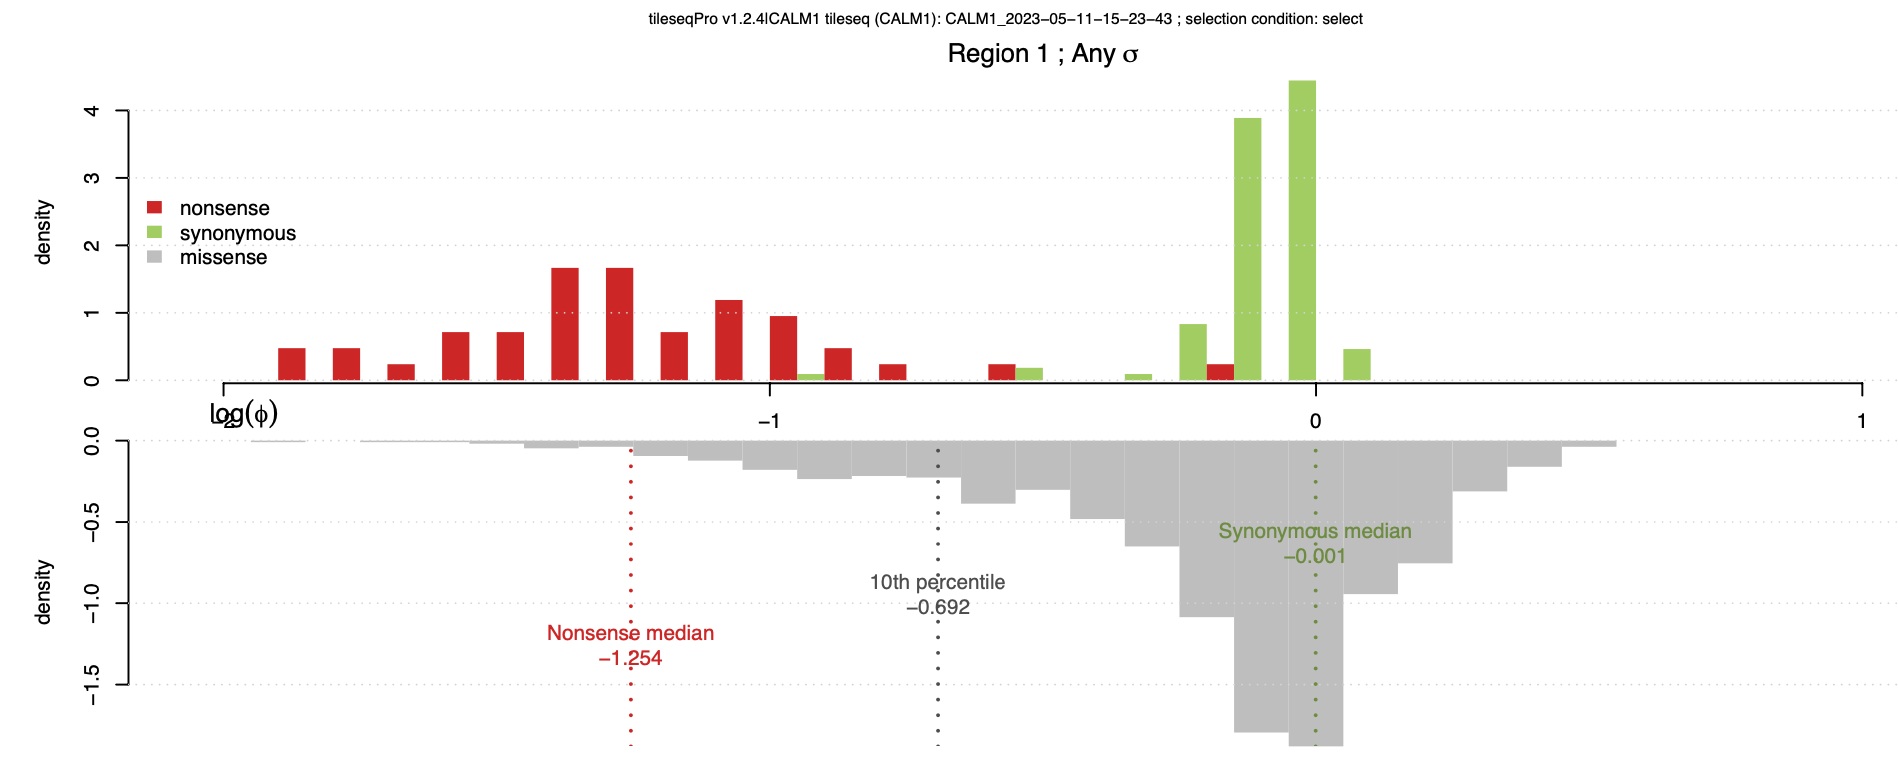 tileseqPro v1.2.4|CALM1 tileseq (CALM1): CALM1_2023−05−11−15−23−43 ; selection condition: select
Region 1 ; Any σ
density
4
3
2
1
0
nonsense
synonymous
missense
log(ϕ)
−2
−1
0
1
density
0.0
−0.5
−1.0
−1.5
Synonymous median
−0.001
10th percentile
−0.692
Nonsense median
−1.254